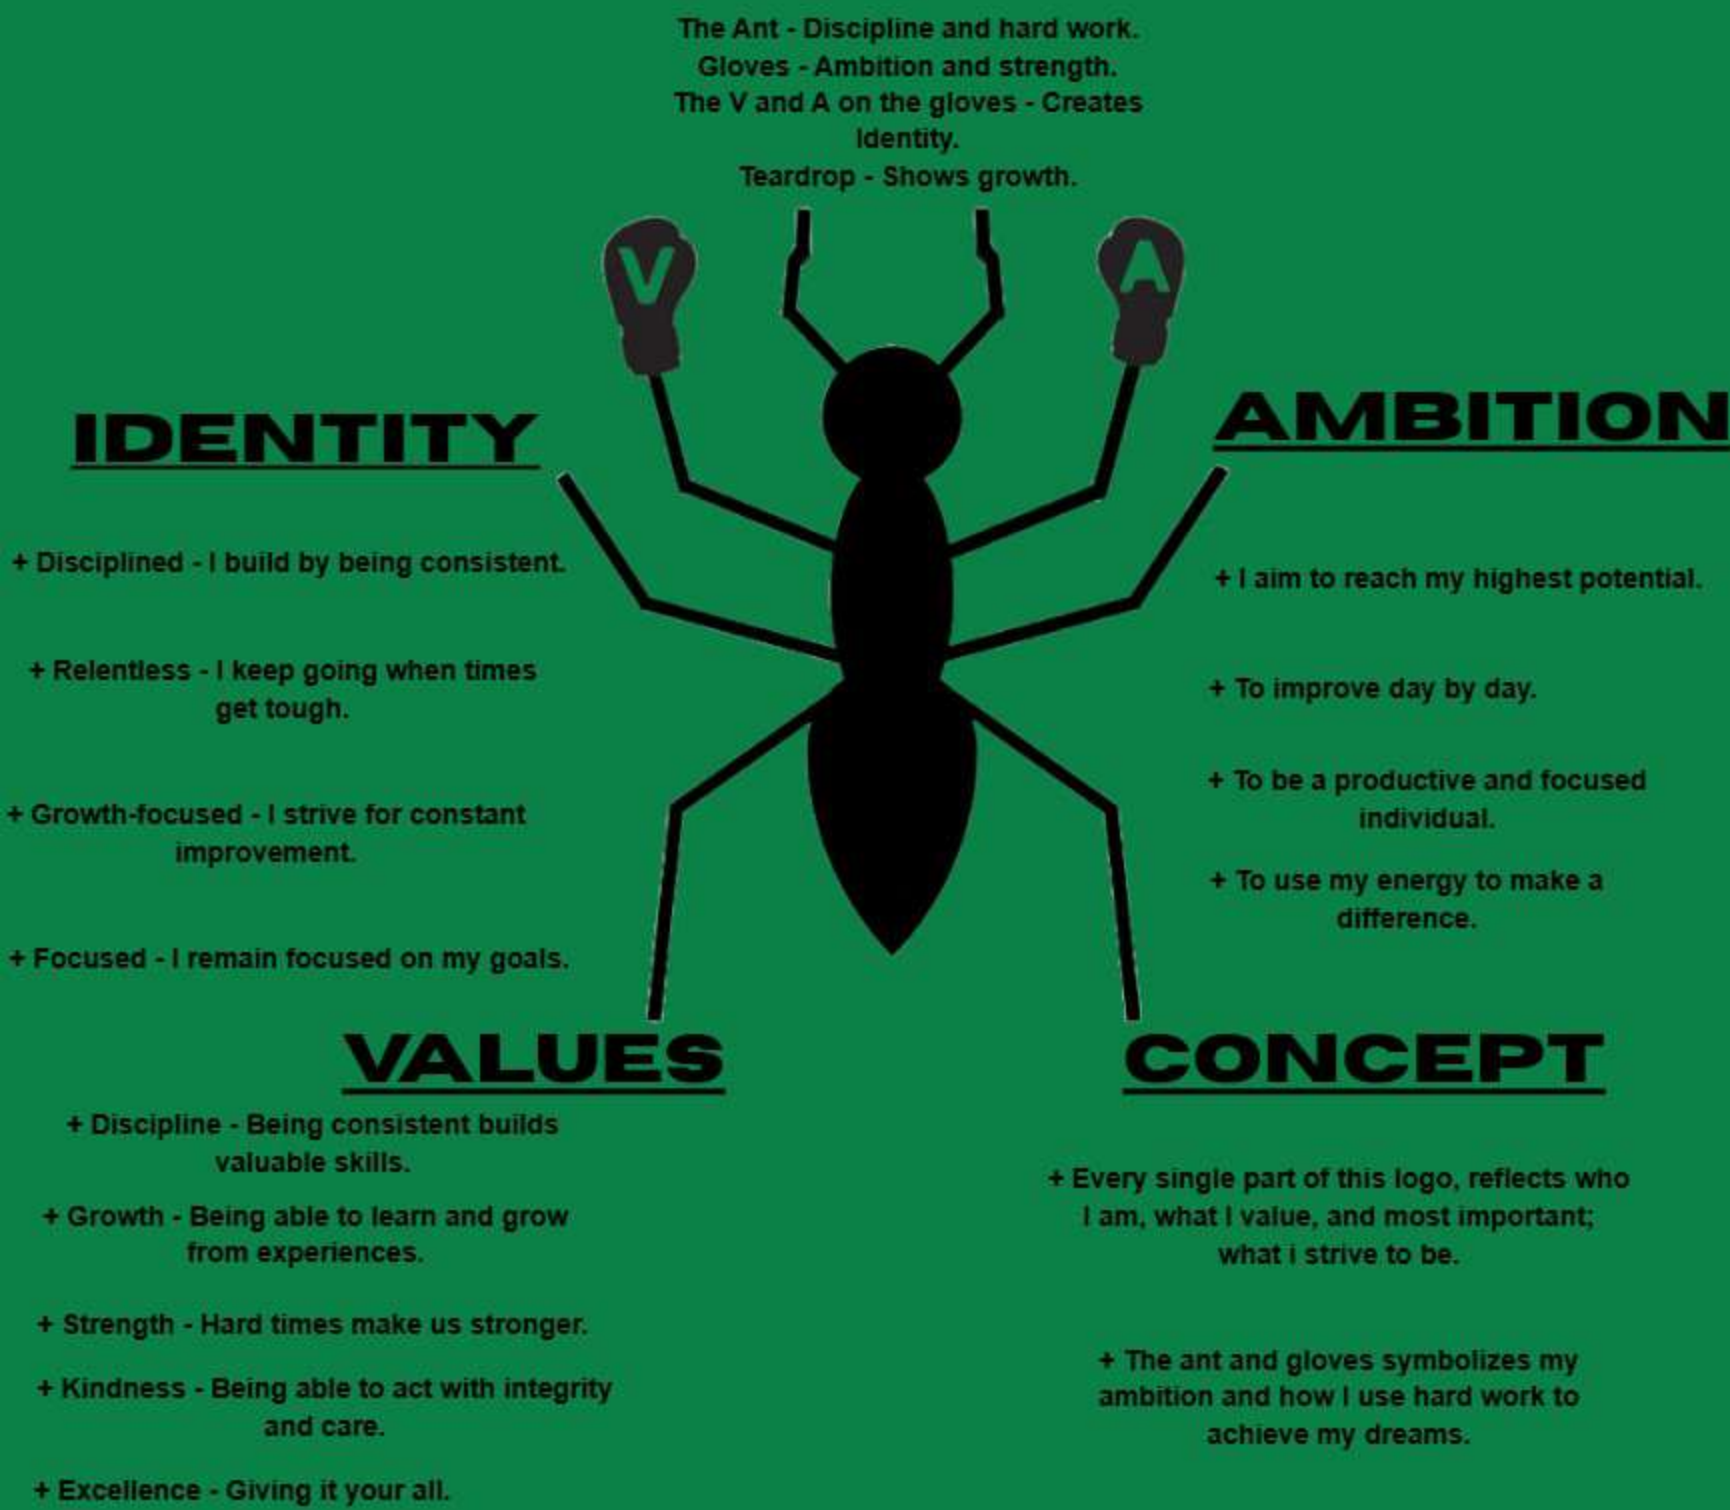 The Ant - Discipline and hard work.
Gloves - Ambition and strength.
The V and A on the gloves - Creates
Identity.
Teardrop - Shows growth.
V
A
IDENTITY
+ Disciplined - I build by being consistent.
+ Relentless - I keep going when times
get tough.
+ Growth-focused - I strive for constant
improvement.
+ Focused - I remain focused on my goals.
AMBITION
+ I aim to reach my highest potential.
+ To improve day by day.
+ To be a productive and focused
individual.
+ To use my energy to make a
difference.
VALUES
+ Discipline - Being consistent builds
valuable skills.
+ Growth - Being able to learn and grow
from experiences.
+ Strength - Hard times make us stronger.
+ Kindness - Being able to act with integrity
and care.
+ Excellence - Giving it your all.
CONCEPT
+ Every single part of this logo, reflects who
I am, what I value, and most important;
what i strive to be.
+ The ant and gloves symbolizes my
ambition and how I use hard work to
achieve my dreams.